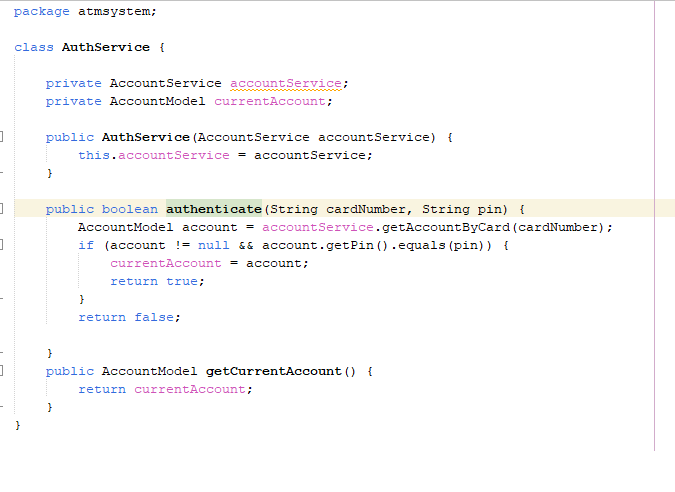 package atmsystem;
class AuthService {
private AccountService accountService;
private AccountModel currentAccount;
public AuthService(AccountService accountService) {
this.accountService = accountService;
}
public boolean authenticate(String cardNumber, String pin) {
AccountModel account = accountService.getAccountByCard(cardNumber);
if (account != null && account.getPin().equals(pin)) {
currentAccount = account;
return true;
}
return false;
}
public AccountModel getCurrentAccount() {
return currentAccount;
}
}